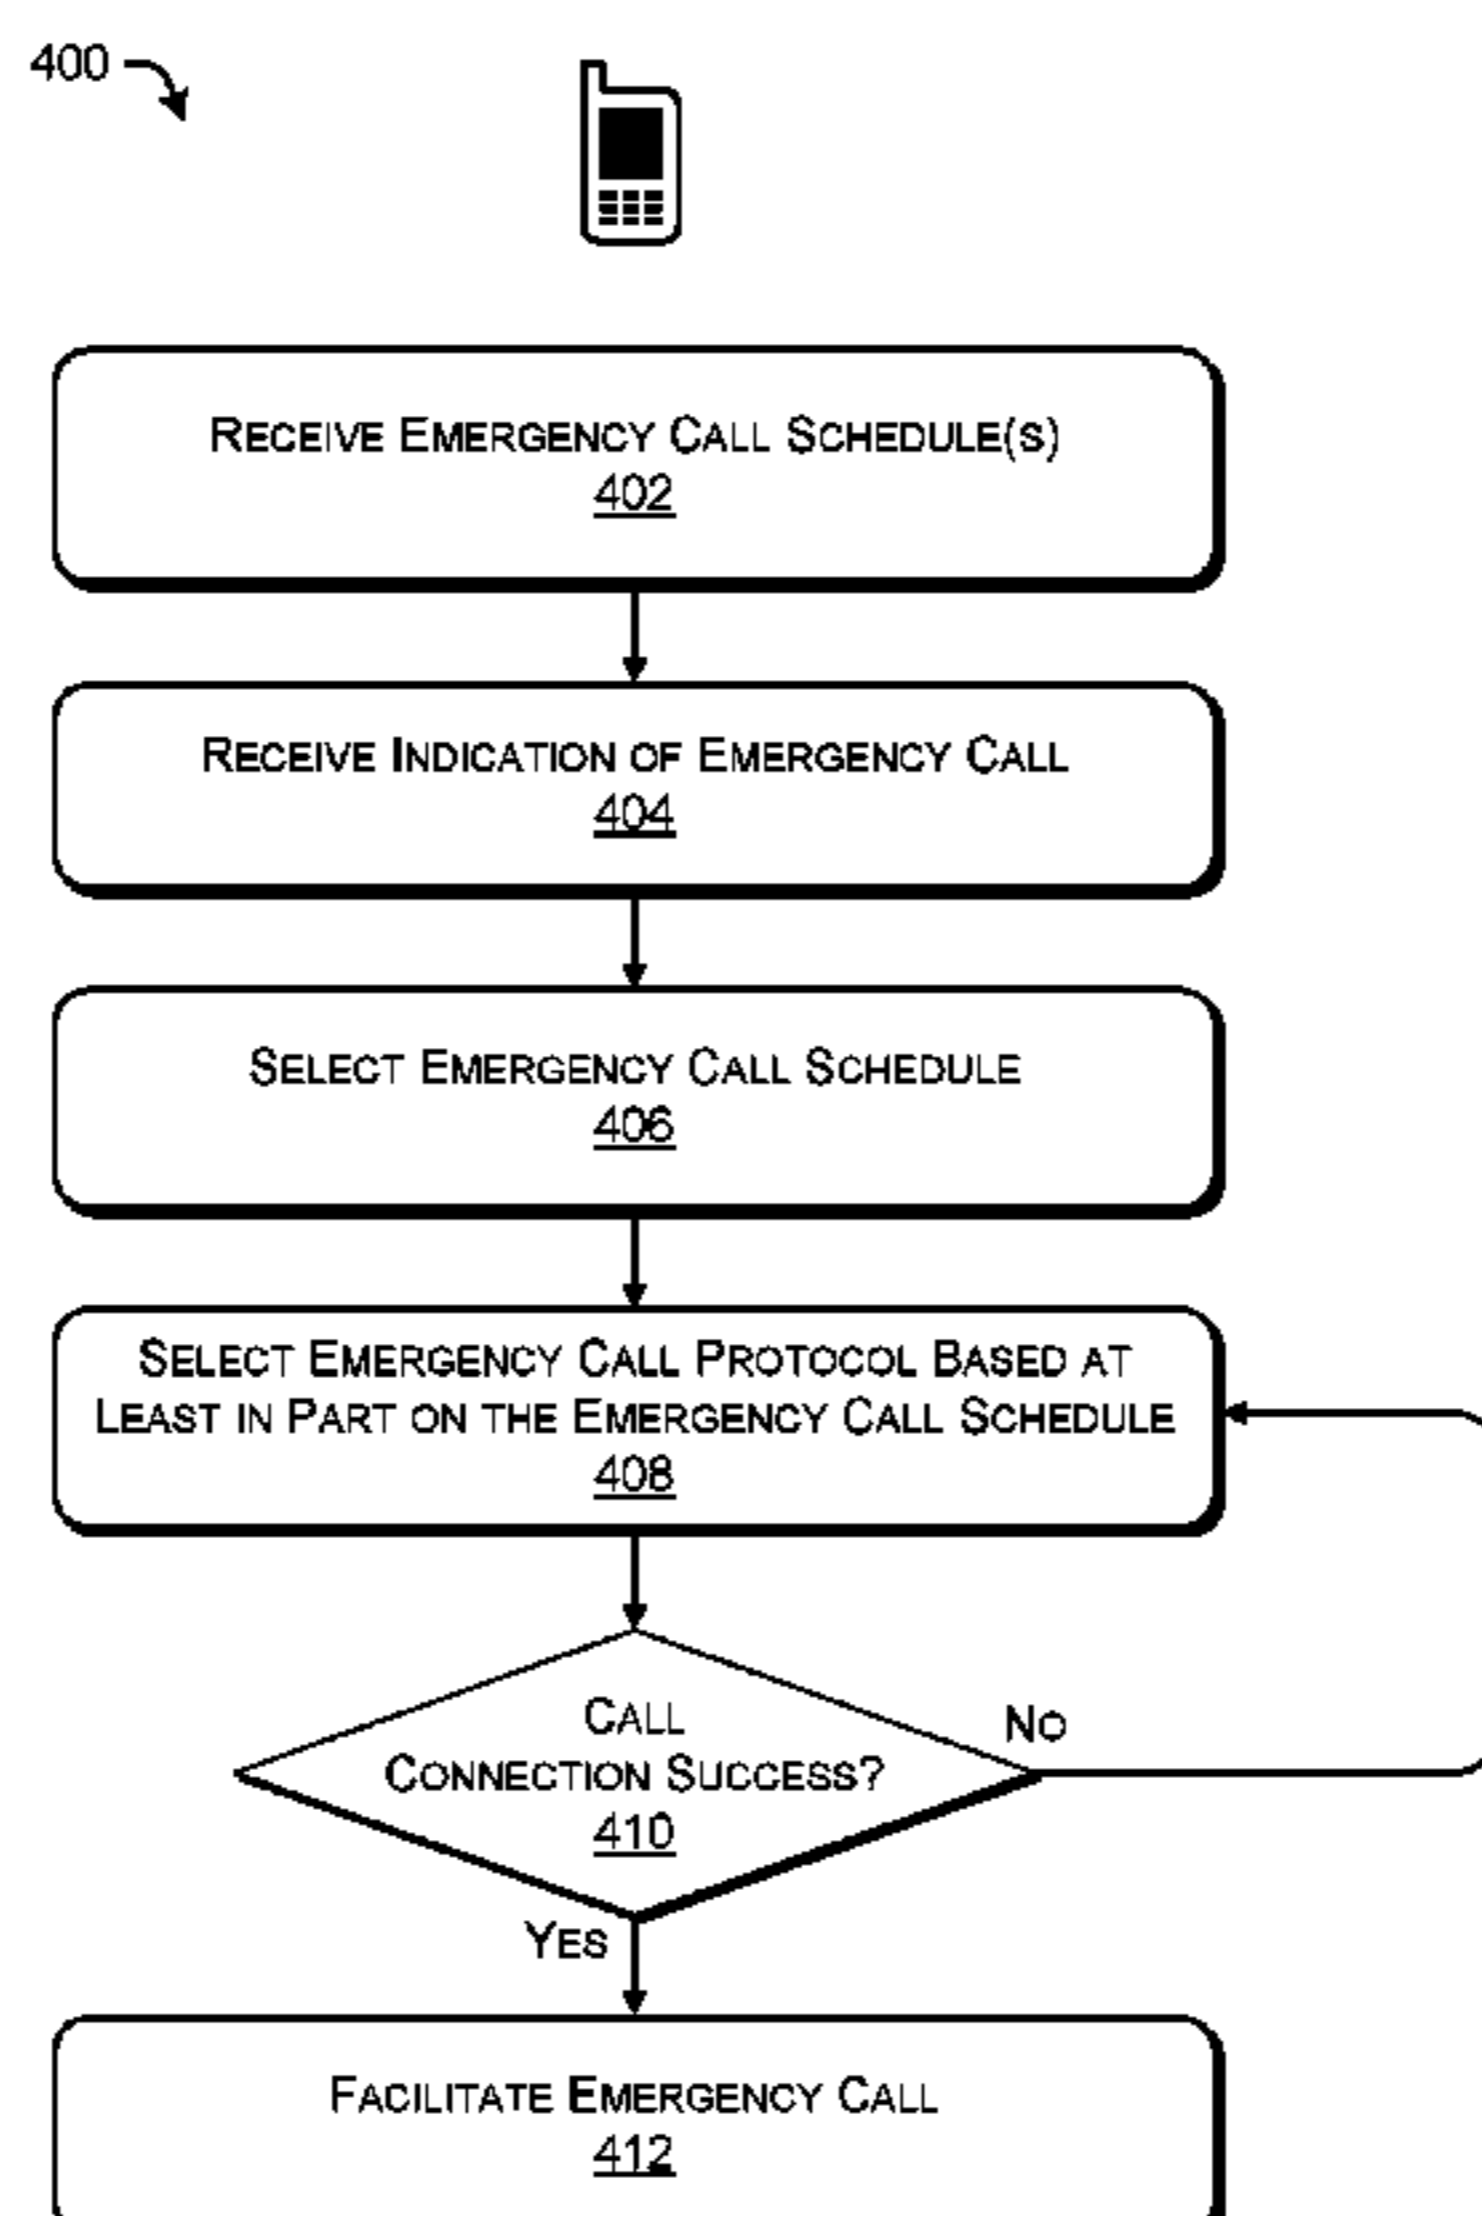 400
RECEIVE EMERGENCY CALL SCHEDULE(S)
402
RECEIVE INDICATION OF EMERGENCY CALL
404
SELECT EMERGENCY CALL SCHEDULE
406
SELECT EMERGENCY CALL PROTOCOL BASED AT
LEAST IN PART ON THE EMERGENCY CALL SCHEDULE
408
CALL
CONNECTION SUCCESS?
410
NO
YES
FACILITATE EMERGENCY CALL
412